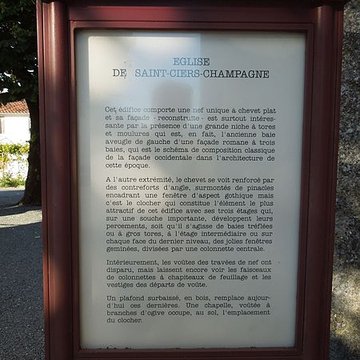 EGLISE
DE SAINT-CIERS-CHAMPAGNE
Cet édifice comporte une nef unique à chevet plat
et sa façade - reconstruite - est surtout intéres-
sante par la présence d'une grande niche à tores
et moulures qui est, en fait, l'ancienne baie
aveugle de gauche d'une façade romane à trois
baies, qui est le schéma de composition classique
de la façade occidentale dans l'architecture de
cette époque.
A l'autre extrémité, le chevet se voit renforcé par
des contreforts d'angle, surmontés de pinacles
encadrant une fenêtre d'aspect gothique mais
c'est le clocher qui constitue l'élément le plus
attractif de cet édifice avec ses trois étages qui,
sur une souche importante, développent leurs
percements, soit qu'il s'agisse de baies tréflées
ou à gros tores, à l'étage intermédiaire ou sur
chaque face du dernier niveau, des jolies fenêtres
geminées, divisées par une colonnette centrale.
Intérieurement, les voûtes des travées de nef ont
disparu, mais laissent encore voir les faisceaux
de colonnettes à chapiteaux de feuillage et les
vestiges des départs de voûte.
Un plafond surbaissé, en bois, remplace aujour-
d'hui ces dernières. Une chapelle, voûtée à
branches d'ogive occupe, au sol, l'emplacement
du clocher.